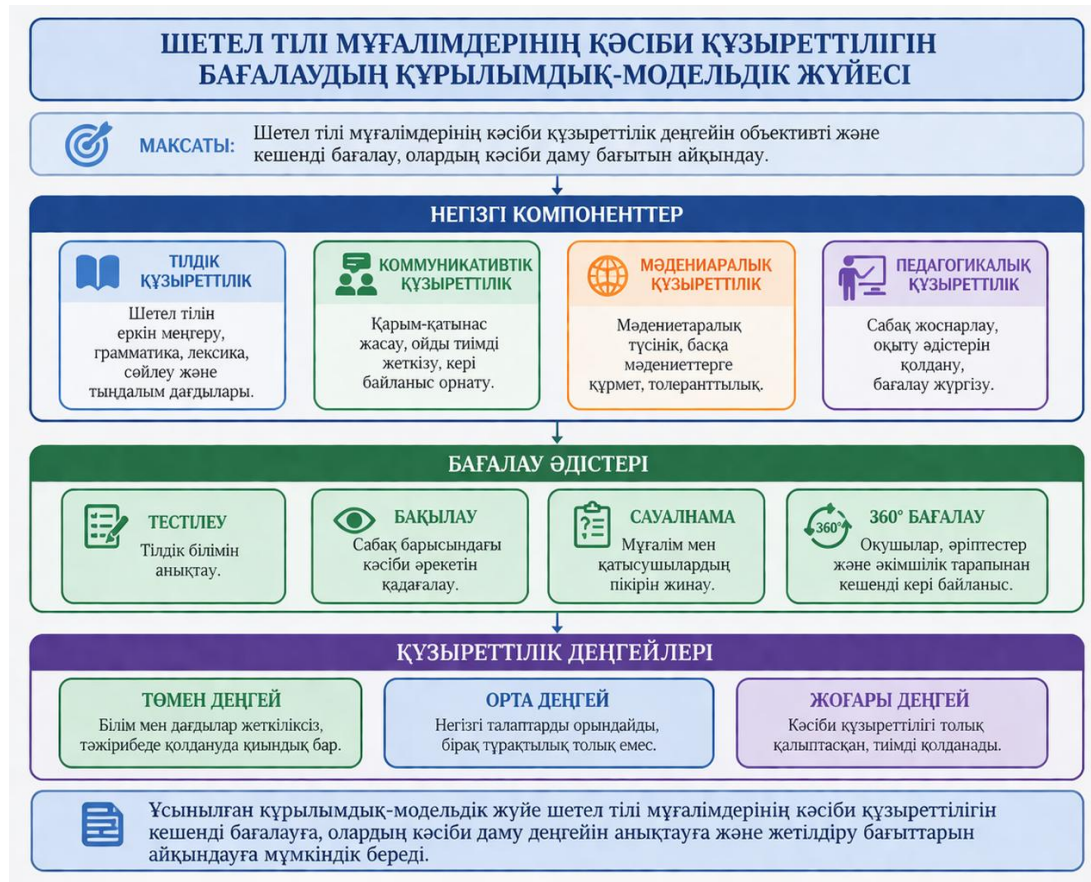 ШЕТЕЛ ТІЛІ МҰҒАЛІМДЕРІНІҢ ҚӘСІБИ ҚҰЗЫРЕТТІЛІГІН
БАҒАЛАУДЫҢ ҚҰРЫЛЫМДЫҚ-МОДЕЛЬДІК ЖҮЙЕСІ
МАКСАТЫ:
Шетел тілі мұғалімдерінің кәсіби құзыреттілік деңгейін объективті және
кешенді бағалау, олардың кәсіби даму бағытын айқындау.
НЕГІЗГІ КОМПОНЕНТТЕР
ТІЛДІК
ҚҰЗЫРЕТТІЛІК
Шетел тілін
еркін меңгеру,
грамматика, лексика,
сөйлеу және
тыңдалым дағдылары.
КОММУНИКАТИВТІК
ҚҰЗЫРЕТТІЛІК
Қарым-қатынас
жасау, ойды тиімді
жеткізу, кері
байланыс орнату.
МӘДЕНИАРАЛЫК
ҚҰЗЫРЕТТІЛІК
Мәдениетаралық
түсінік, басқа
мәдениеттерге
құрмет, толеранттылық.
ПЕДАГОГИКАЛЫҚ
ҚҰЗЫРЕТТІЛІК
Сабақ жоспарлау,
оқыту әдістерін
қолдану,
бағалау жүргізу.
БАҒАЛАУ ӘДІСТЕРІ
ТЕСТІЛЕУ
Тілдік білімін
анықтау.
БАҚЫЛАУ
Сабақ барысындағы
кәсіби әрекетін
қадағалау.
САУАЛНАМА
Мұғалім мен
қатысушылардың
пікірін жинау.
360°
360° БАҒАЛАУ
Окушылар, әріптестер
және әкімшілік тарапынан
кешенді кері байланыс.
ҚҰЗЫРЕТТІЛІК ДЕҢГЕЙЛЕРІ
ТӨМЕН ДЕҢГЕЙ
Білім мен дағдылар жеткіліксіз,
тәжірибеде қолдануда қиындық бар.
ОРТА ДЕҢГЕЙ
Негізгі талаптарды орындайды,
бірақ тұрақтылық толық емес.
ЖОҒАРЫ ДЕҢГЕЙ
Кәсіби құзыреттілігі толық
қалыптасқан, тиімді қолданады.
Ұсынылған құрылымдық-модельдік жүйе шетел тілі мұғалімдерінің кәсіби құзыреттілігін
кешенді бағалауға, олардың кәсіби даму деңгейін анықтауға және жетілдіру бағыттарын
айқындауға мүмкіндік береді.